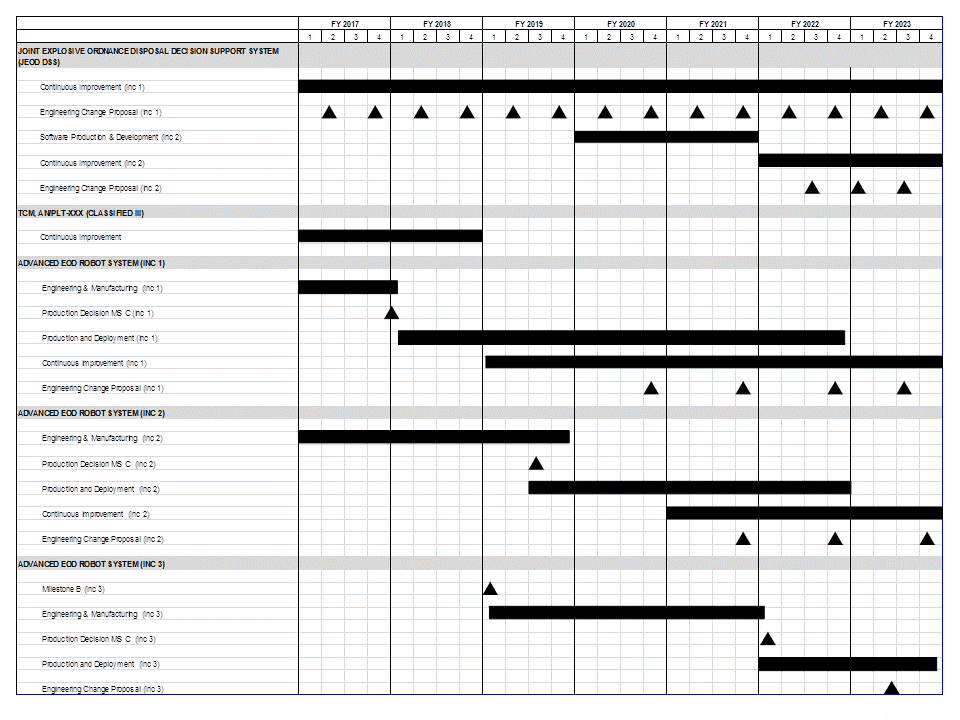 FY 2017 FY 2018 FY 2019 FY 2020 FY 2021 FY 2022 FY 2023
1 2 3 4 1 2 3 4 1 2 3 4 1 2 3 4 1 2 3 4 1 2 3 4 1 2 3 4
JOINT EXPLOSIVE ORDNANCE DISPOSAL DECISION SUPPORT SYSTEM
(JEOD DSS)
Continuous Improvement (Inc 1)
Engineering Change Proposal (Inc 1)
Software Production & Development (Inc 2)
Continuous Improvement (Inc 2)
Engineering Change Proposal (Inc 2)
TCM, AN/PLT-XXX (CLASSIFIED III)
Continuous Improvement
ADVANCED EOD ROBOT SYSTEM (INC 1)
Engineering & Manufacturing (Inc 1)
Production Decision MS C (Inc 1)
Production and Deployment (Inc 1)
Continuous Improvement (Inc 1)
Engineering Change Proposal (Inc 1)
ADVANCED EOD ROBOT SYSTEM (INC 2)
Engineering & Manufacturing (Inc 2)
Production Decision MS C (Inc 2)
Production and Deployment (Inc 2)
Continuous Improvement (Inc 2)
Engineering Change Proposal (Inc 2)
ADVANCED EOD ROBOT SYSTEM (INC 3)
Milestone B (Inc 3)
Engineering & Manufacturing (Inc 3)
Production Decision MS C (Inc 3)
Production and Deployment (Inc 3)
Engineering Change Proposal (Inc 3)